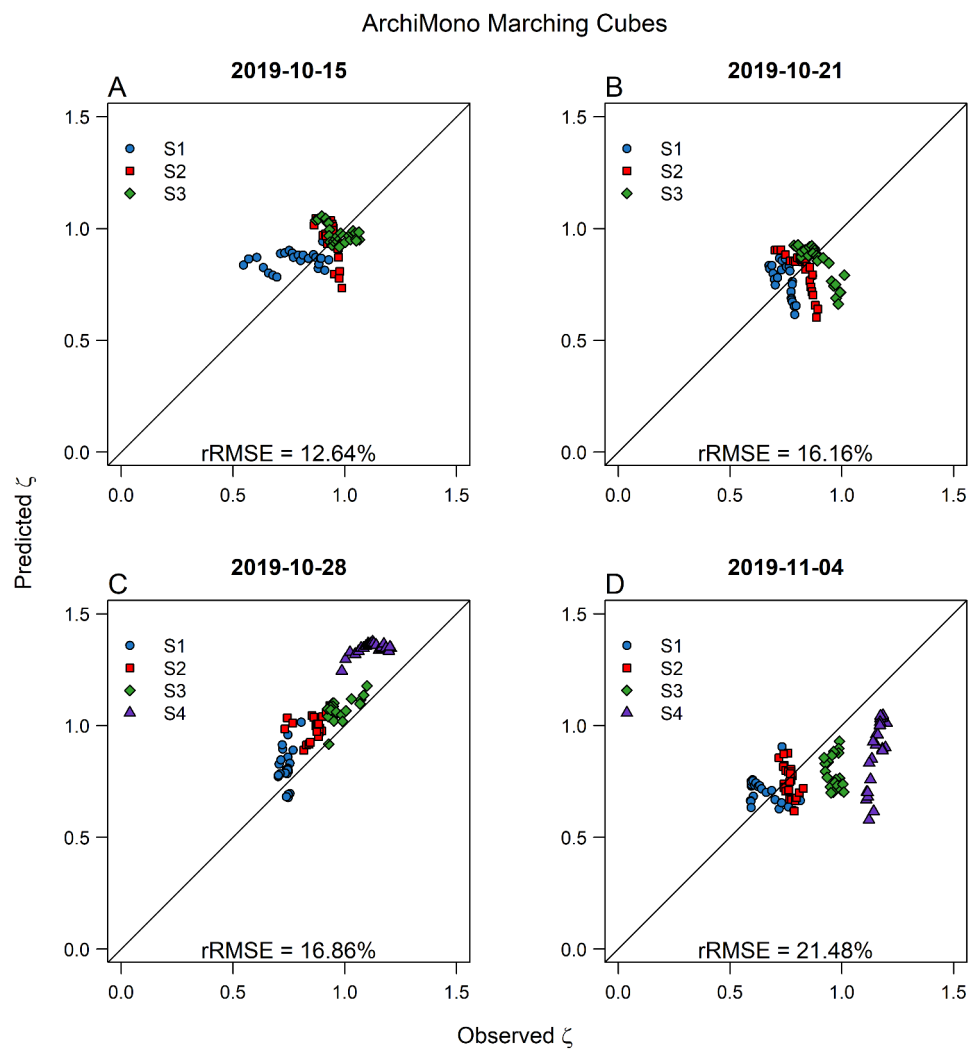 ArchiMono Marching Cubes
A
2019-10-15
1.5
1.0
0.5
0.0
S1
S2
S3
rRMSE = 12.64%
0.0 0.5 1.0 1.5
B
2019-10-21
1.5
1.0
0.5
0.0
S1
S2
S3
rRMSE = 16.16%
0.0 0.5 1.0 1.5
Predicted ζ
C
2019-10-28
1.5
1.0
0.5
0.0
S1
S2
S3
S4
rRMSE = 16.86%
0.0 0.5 1.0 1.5
D
2019-11-04
1.5
1.0
0.5
0.0
S1
S2
S3
S4
rRMSE = 21.48%
0.0 0.5 1.0 1.5
Observed ζ